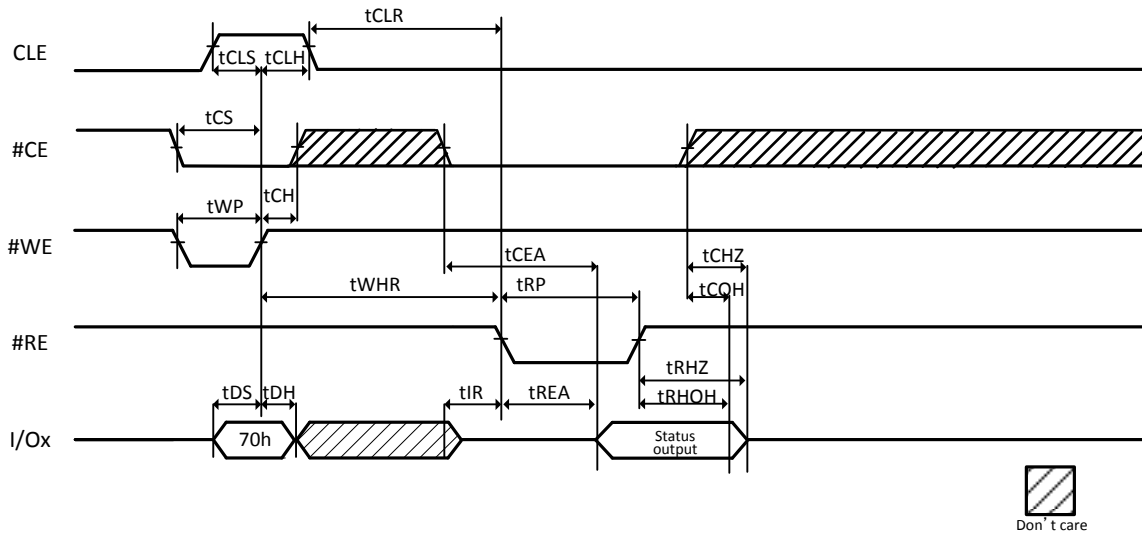 tCLR
CLE
tCLS
tCLH
tCS
#CE
tCH
tWP
#WE
tCEA
tCHZ
tWHR
tRP
tCOH
#RE
tRHZ
tDS
tDH
tIR
tREA
tRHOH
I/Ox
70h
Status
output
Don't care